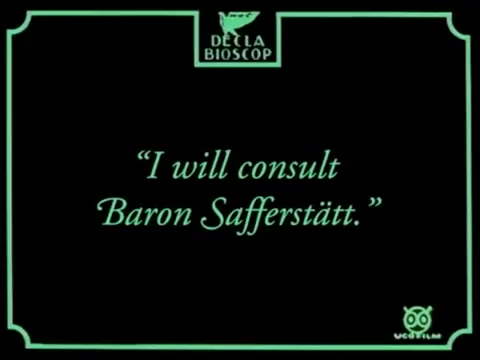 DECLA
BIOSCOP
“I will consult
Baron Safferstätt.”
UCOFILM